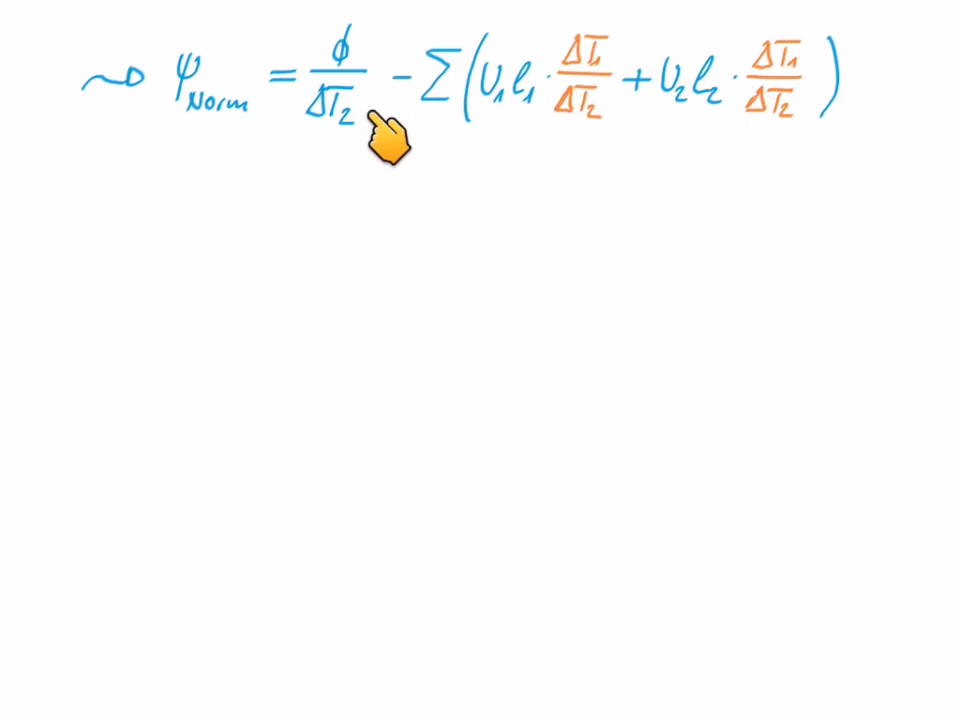 ~> ψ_Norm = ϕ/ΔT₂ - Σ(U₁l₁ · ΔT₁/ΔT₂ + U₂l₂ · ΔT₁/ΔT₂)